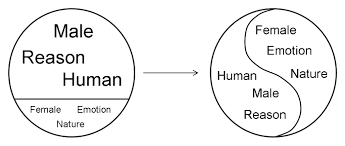 Male
Reason
Human
Female Emotion
Nature
Female
Emotion
Human Nature
Male
Reason